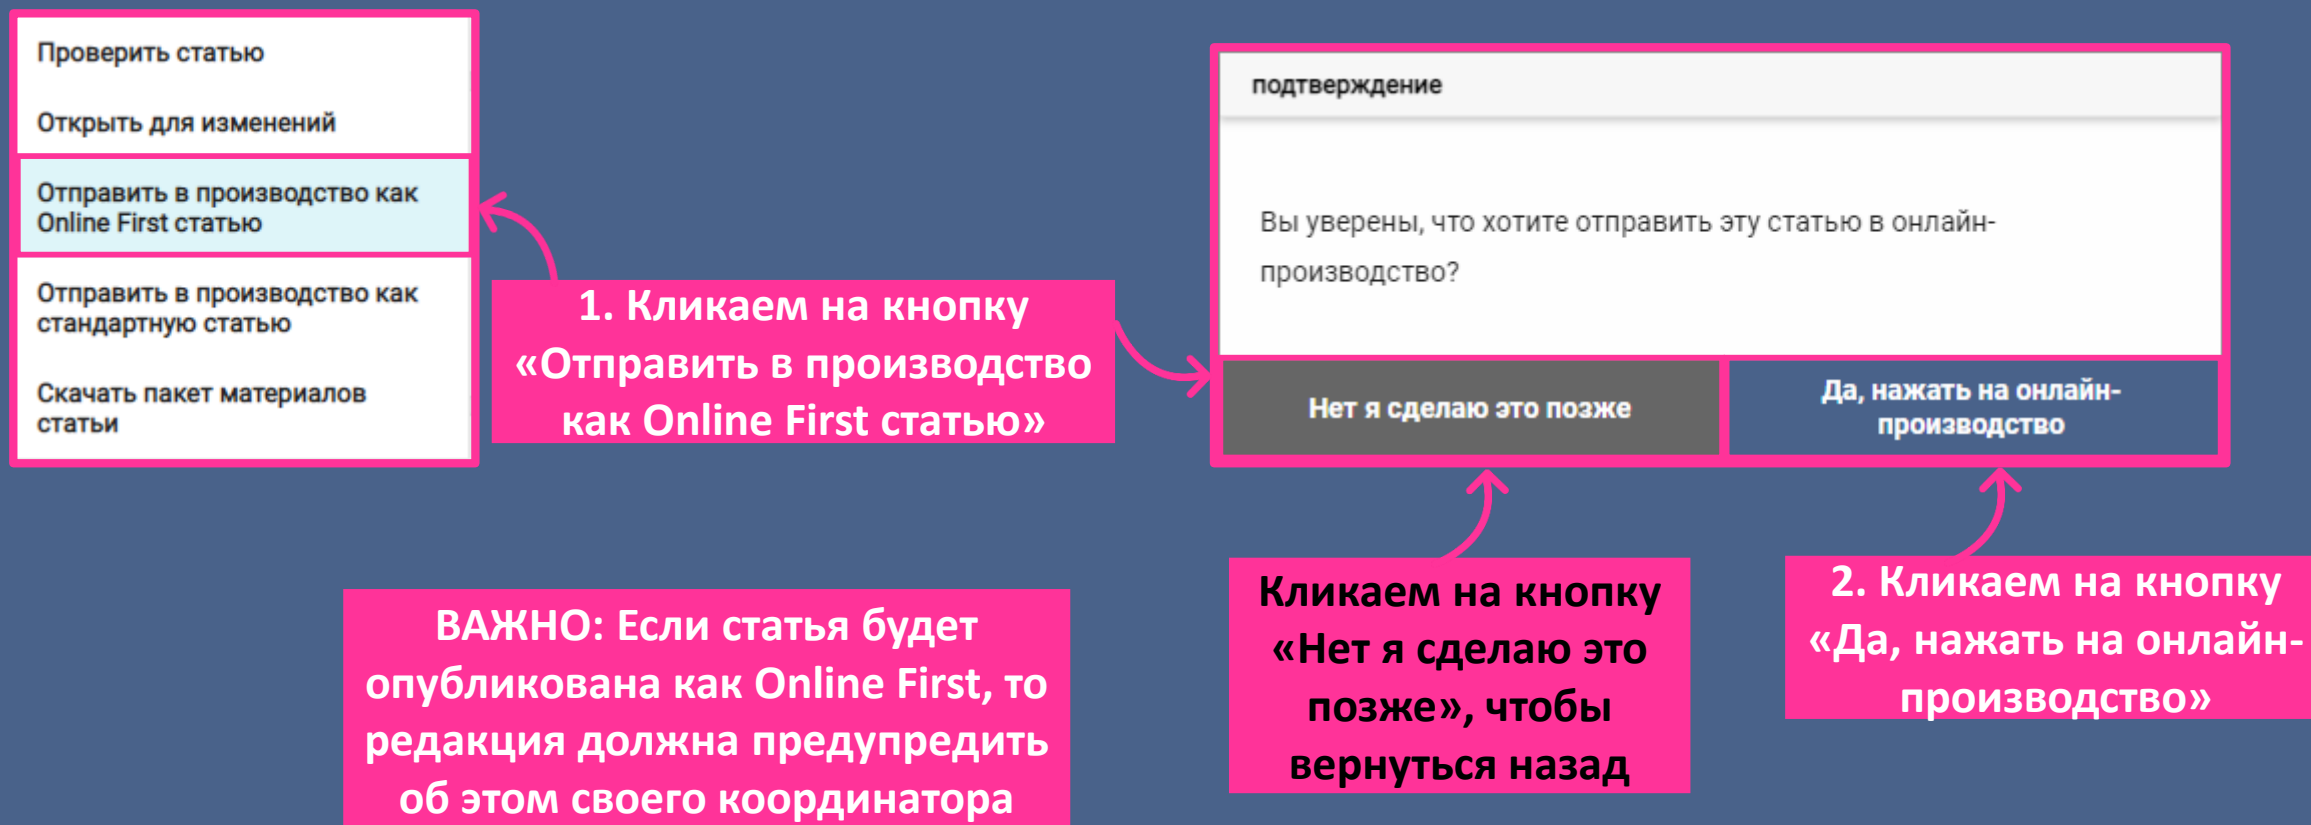 Проверить статью
Открыть для изменений
Отправить в производство как
Online First статью
Отправить в производство как
стандартную статью
Скачать пакет материалов
статьи
1. Кликаем на кнопку
«Отправить в производство
как Online First статью»
подтверждение
Вы уверены, что хотите отправить эту статью в онлайн-
производство?
Нет я сделаю это позже
Да, нажать на онлайн-
производство
ВАЖНО: Если статья будет
опубликована как Online First, то
редакция должна предупредить
об этом своего координатора
Кликаем на кнопку
«Нет я сделаю это
позже», чтобы
вернуться назад
2. Кликаем на кнопку
«Да, нажать на онлайн-
производство»